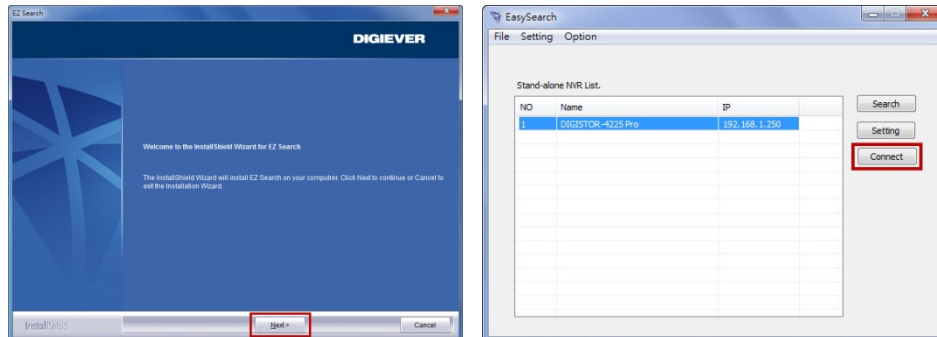 EZ Search
DIGIEVER
Welcome to the InstallShield Wizard for EZ Search
The InstallShield Wizard will install EZ Search on your computrer. Click Next to continue or Cancel to
exit the Installation Wizard.
InstallShield
Next >
Cancel
EasySearch
File Setting Option
Stand-alone NVR List.
NO Name IP
1 DIGISTOR-4225 Pro 192.168.1.250
Search
Setting
Connect